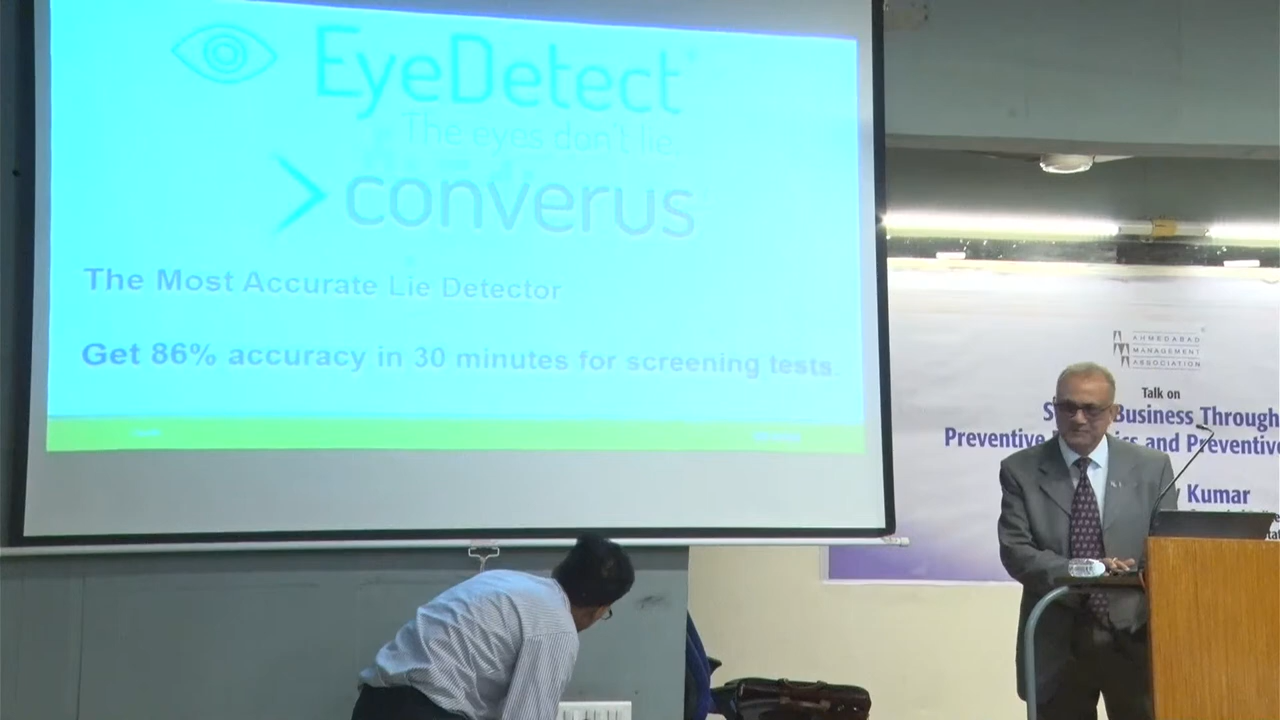 EyeDetect®
The eyes don't lie.
converus
The Most Accurate Lie Detector
Get 86% accuracy in 30 minutes for screening tests.
AHMEDABAD
MANAGEMENT
ASSOCIATION
Talk on
Business Through
Preventive and Preventive
Kumar